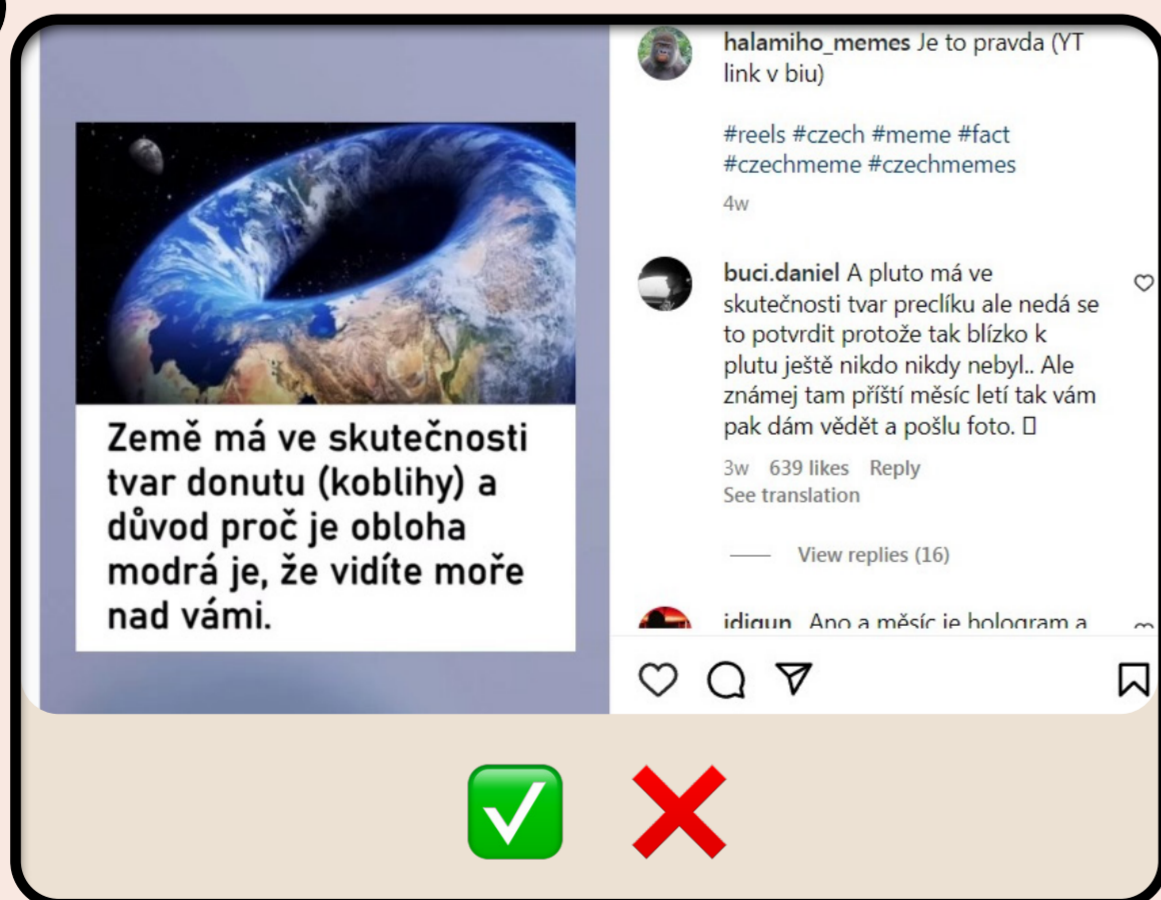 Země má ve skutečnosti
tvar donutu (koblihy) a
důvod proč je obloha
modrá je, že vidíte moře
nad vámi.
halamiho_memes Je to pravda (YT
link v biu)
#reels #czech #meme #fact
#czechmeme #czechmemes
4w
buci.daniel A pluto má ve
skutečnosti tvar preclíku ale nedá se
to potvrdit protože tak blízko k
plutu ještě nikdo nikdy nebyl.. Ale
známej tam příští měsíc letí tak vám
pak dám vědět a pošlu foto.
3w 639 likes Reply
See translation
View replies (16)
Ano a měsíc je hologram a